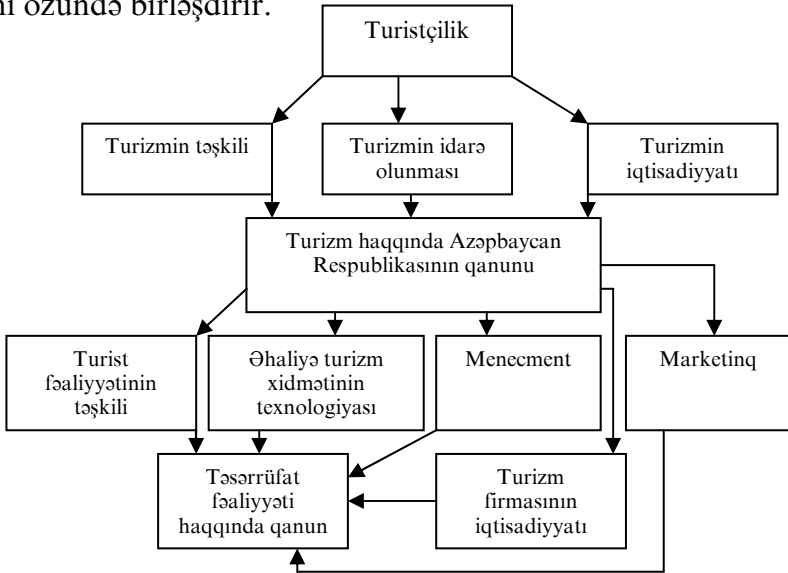 ni özündə birləşdirir.
Turistçilik
Turizmin təşkili
Turizmin idarə
olunması
Turizmin
iqtisadiyyatı
Turizm haqqında Azəpbaycan
Respublikasının qanunu
Turist
fəaliyyətinin
təşkili
Əhaliyə turizm
xidmətinin
texnologiyası
Menecment
Marketinq
Təsərrüfat
fəaliyyəti
haqqında qanun
Turizm
firmasının
iqtisadiyyatı